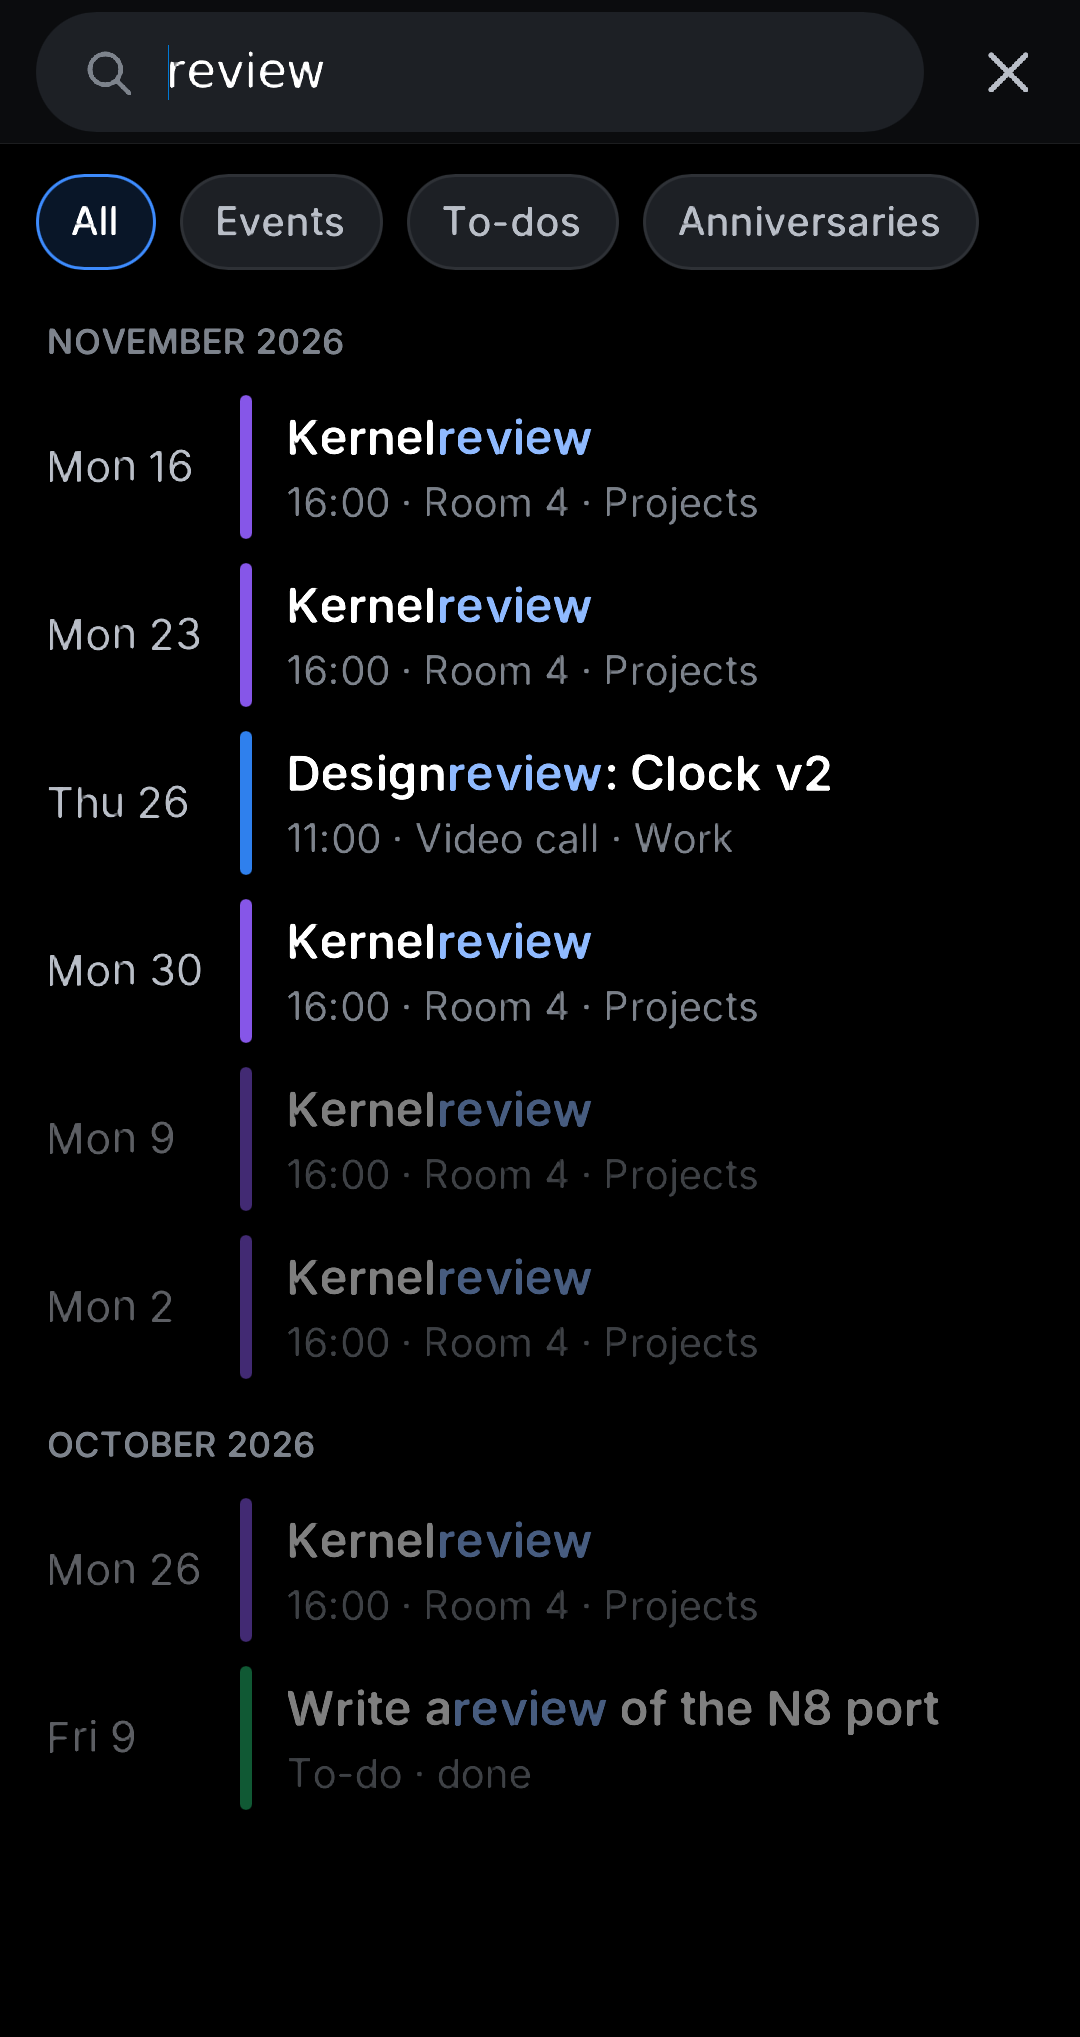 review
All Events To-dos Anniversaries
NOVEMBER 2026
Mon 16
Kernelreview
16:00 · Room 4 · Projects
Mon 23
Kernelreview
16:00 · Room 4 · Projects
Thu 26
Designreview: Clock v2
11:00 · Video call · Work
Mon 30
Kernelreview
16:00 · Room 4 · Projects
Mon 9
Kernelreview
16:00 · Room 4 · Projects
Mon 2
Kernelreview
16:00 · Room 4 · Projects
OCTOBER 2026
Mon 26
Kernelreview
16:00 · Room 4 · Projects
Fri 9
Write areview of the N8 port
To-do · done